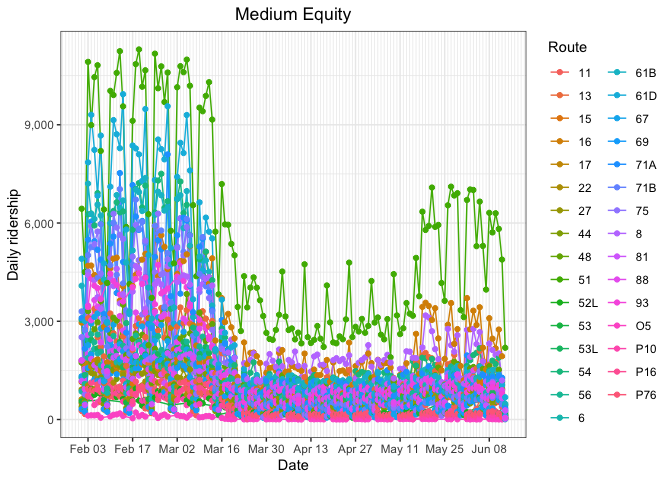 Medium Equity
Daily ridership
9,000
6,000
3,000
0
Feb 03 Feb 17 Mar 02 Mar 16 Mar 30 Apr 13 Apr 27 May 11 May 25 Jun 08
Date
Route
11
13
15
16
17
22
27
44
48
51
52L
53
53L
54
56
6
61B
61D
67
69
71A
71B
75
8
81
88
93
O5
P10
P16
P76